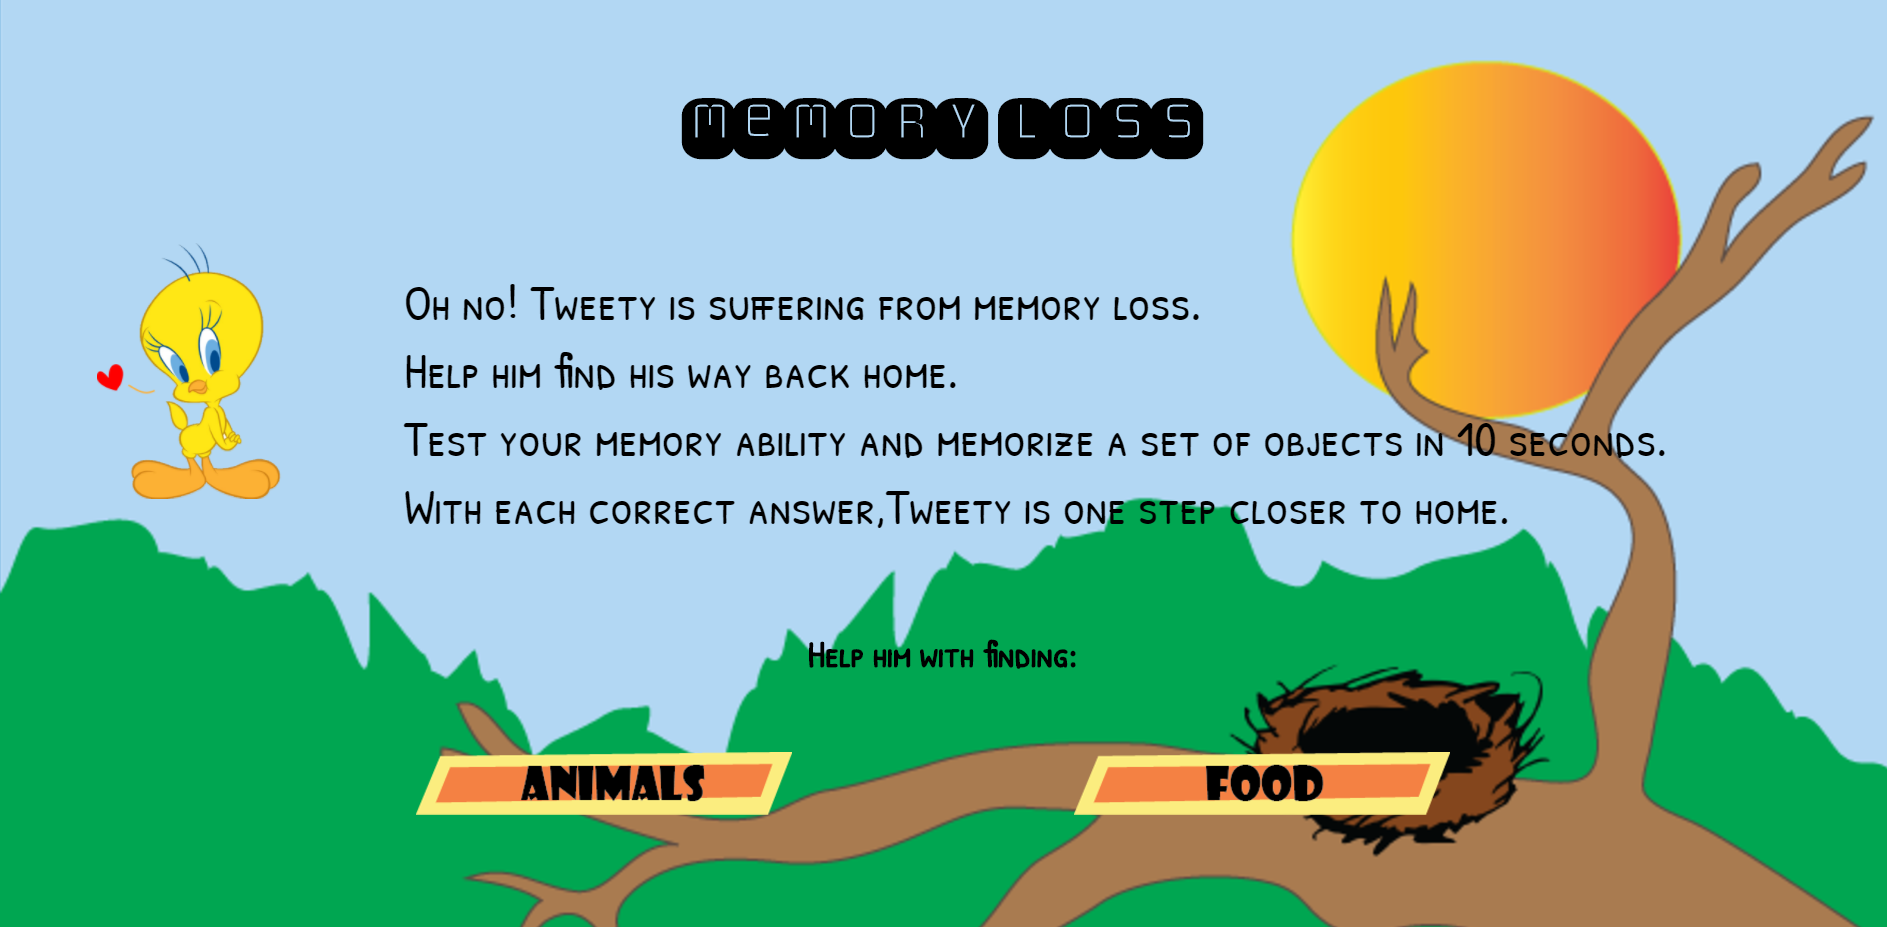 MEMORY LOSS
Oh no! Tweety is suffering from memory loss.
Help him find his way back home.
Test your memory ability and memorize a set of objects in 10 seconds.
With each correct answer,Tweety is one step closer to home.
Help him with finding:
ANIMALS
FOOD